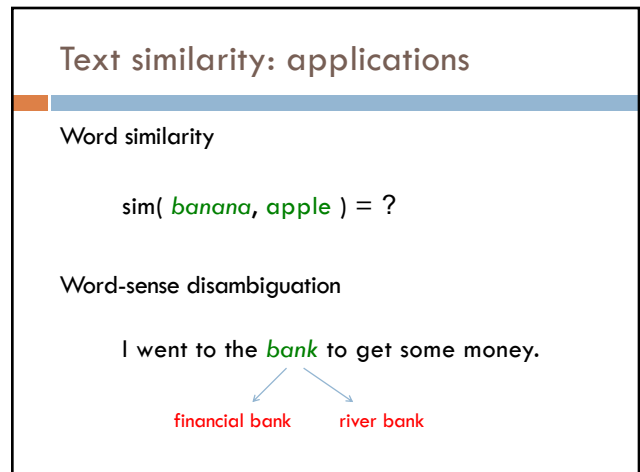 Text similarity: applications
Word similarity
sim( banana, apple ) = ?
Word-sense disambiguation
I went to the bank to get some money.
financial bank river bank